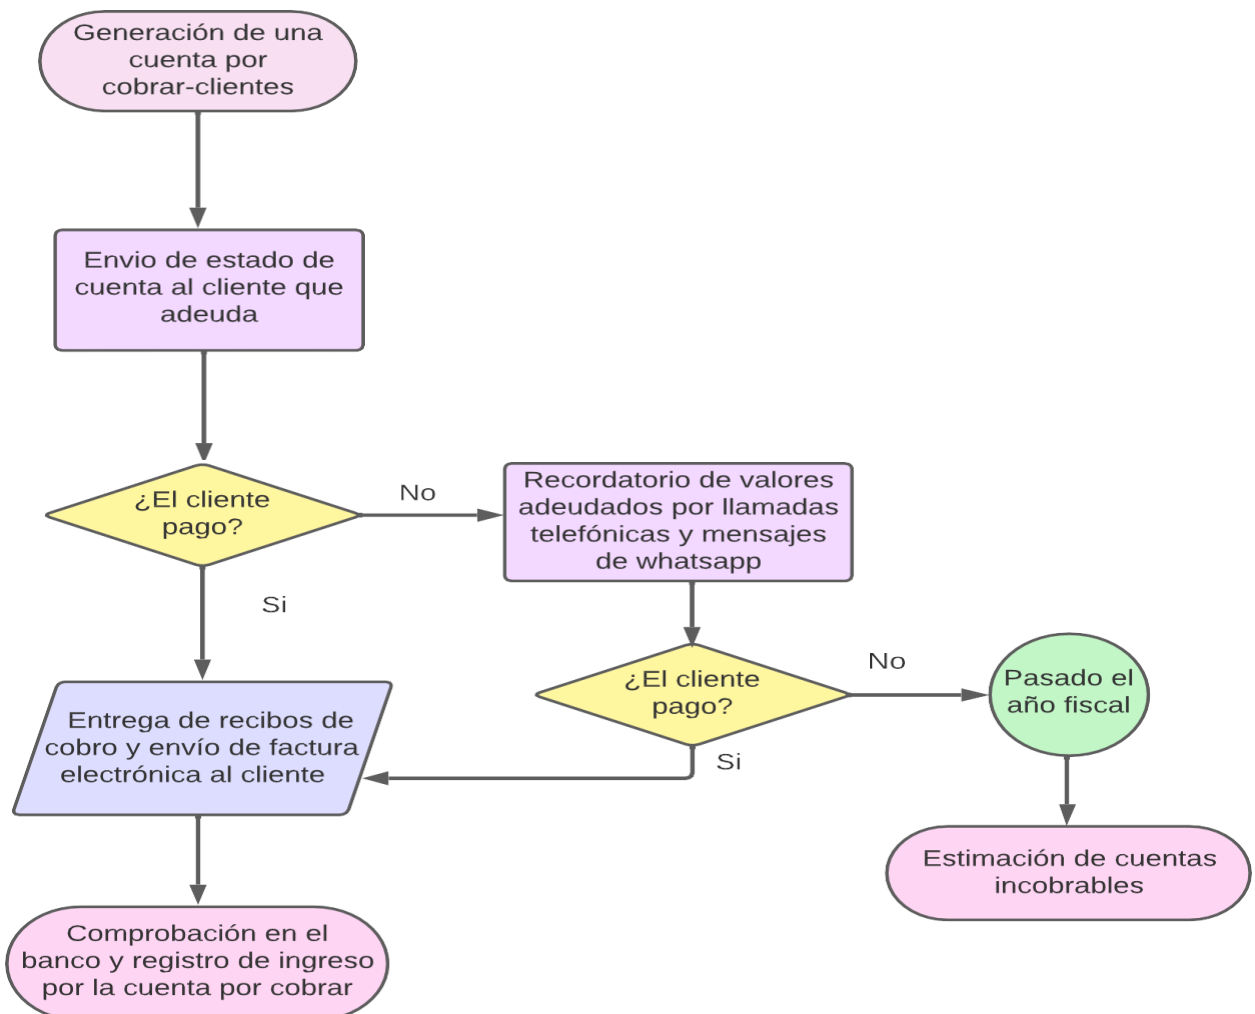 Generación de una
cuenta por
cobrar-clientes
Envio de estado de
cuenta al cliente que
adeuda
¿El cliente
pago?
No
Recordatorio de valores
adeudados por llamadas
telefónicas y mensajes
de whatsapp
Si
¿El cliente
pago?
No
Pasado el
año fiscal
Si
Entrega de recibos de
cobro y envío de factura
electrónica al cliente
Estimación de cuentas
incobrables
Comprobación en el
banco y registro de ingreso
por la cuenta por cobrar